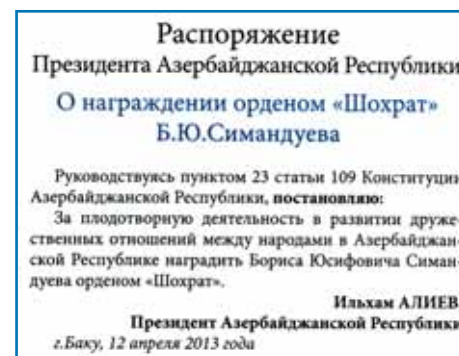 Распоряжение
Президента Азербайджанской Республики
О награждении орденом «Шохрат»
Б.Ю.Симандуева
Руководствуясь пунктом 23 статьи 109 Конституции
Азербайджанской Республики, постановляю:
За плодотворную деятельность в развитии друже-
ственных отношений между народами в Азербайджан-
ской Республике наградить Бориса Юсифовича Симан-
дуева орденом «Шохрат».
Ильхам АЛИЕВ
Президент Азербайджанской Республики
г.Баку, 12 апреля 2013 года